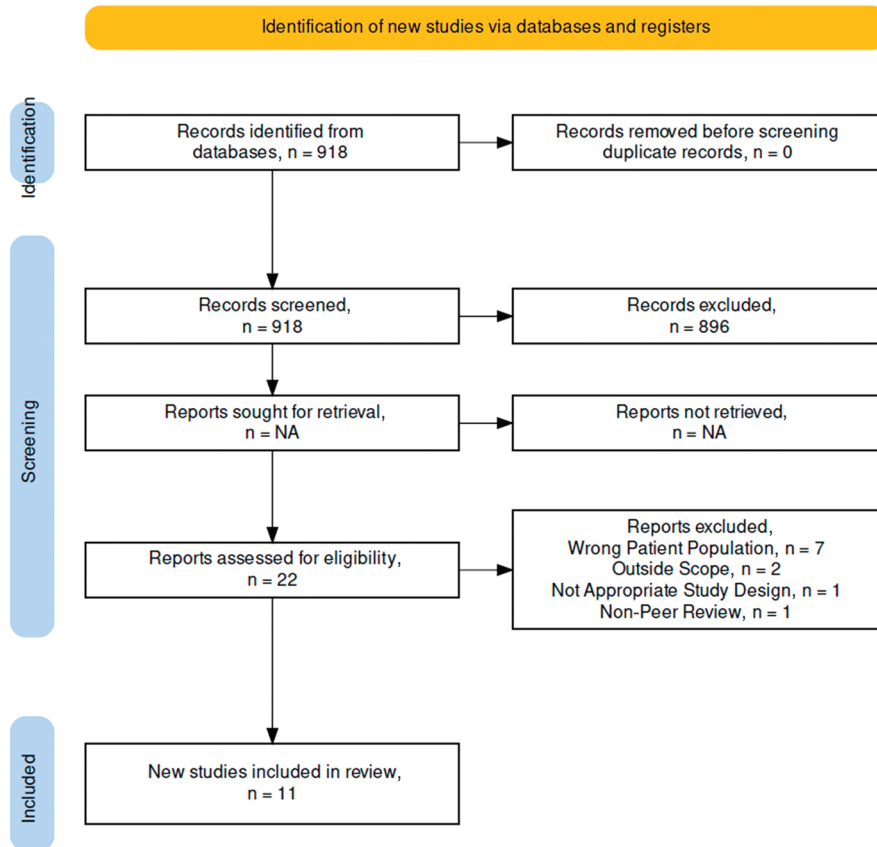 Identification of new studies via databases and registers
Identification
Records identified from
databases, n = 918
Records removed before screening
duplicate records, n = 0
Screening
Records screened,
n = 918
Records excluded,
n = 896
Reports sought for retrieval,
n = NA
Reports not retrieved,
n = NA
Reports assessed for eligibility,
n = 22
Reports excluded,
Wrong Patient Population, n = 7
Outside Scope, n = 2
Not Appropriate Study Design, n = 1
Non-Peer Review, n = 1
Included
New studies included in review,
n = 11